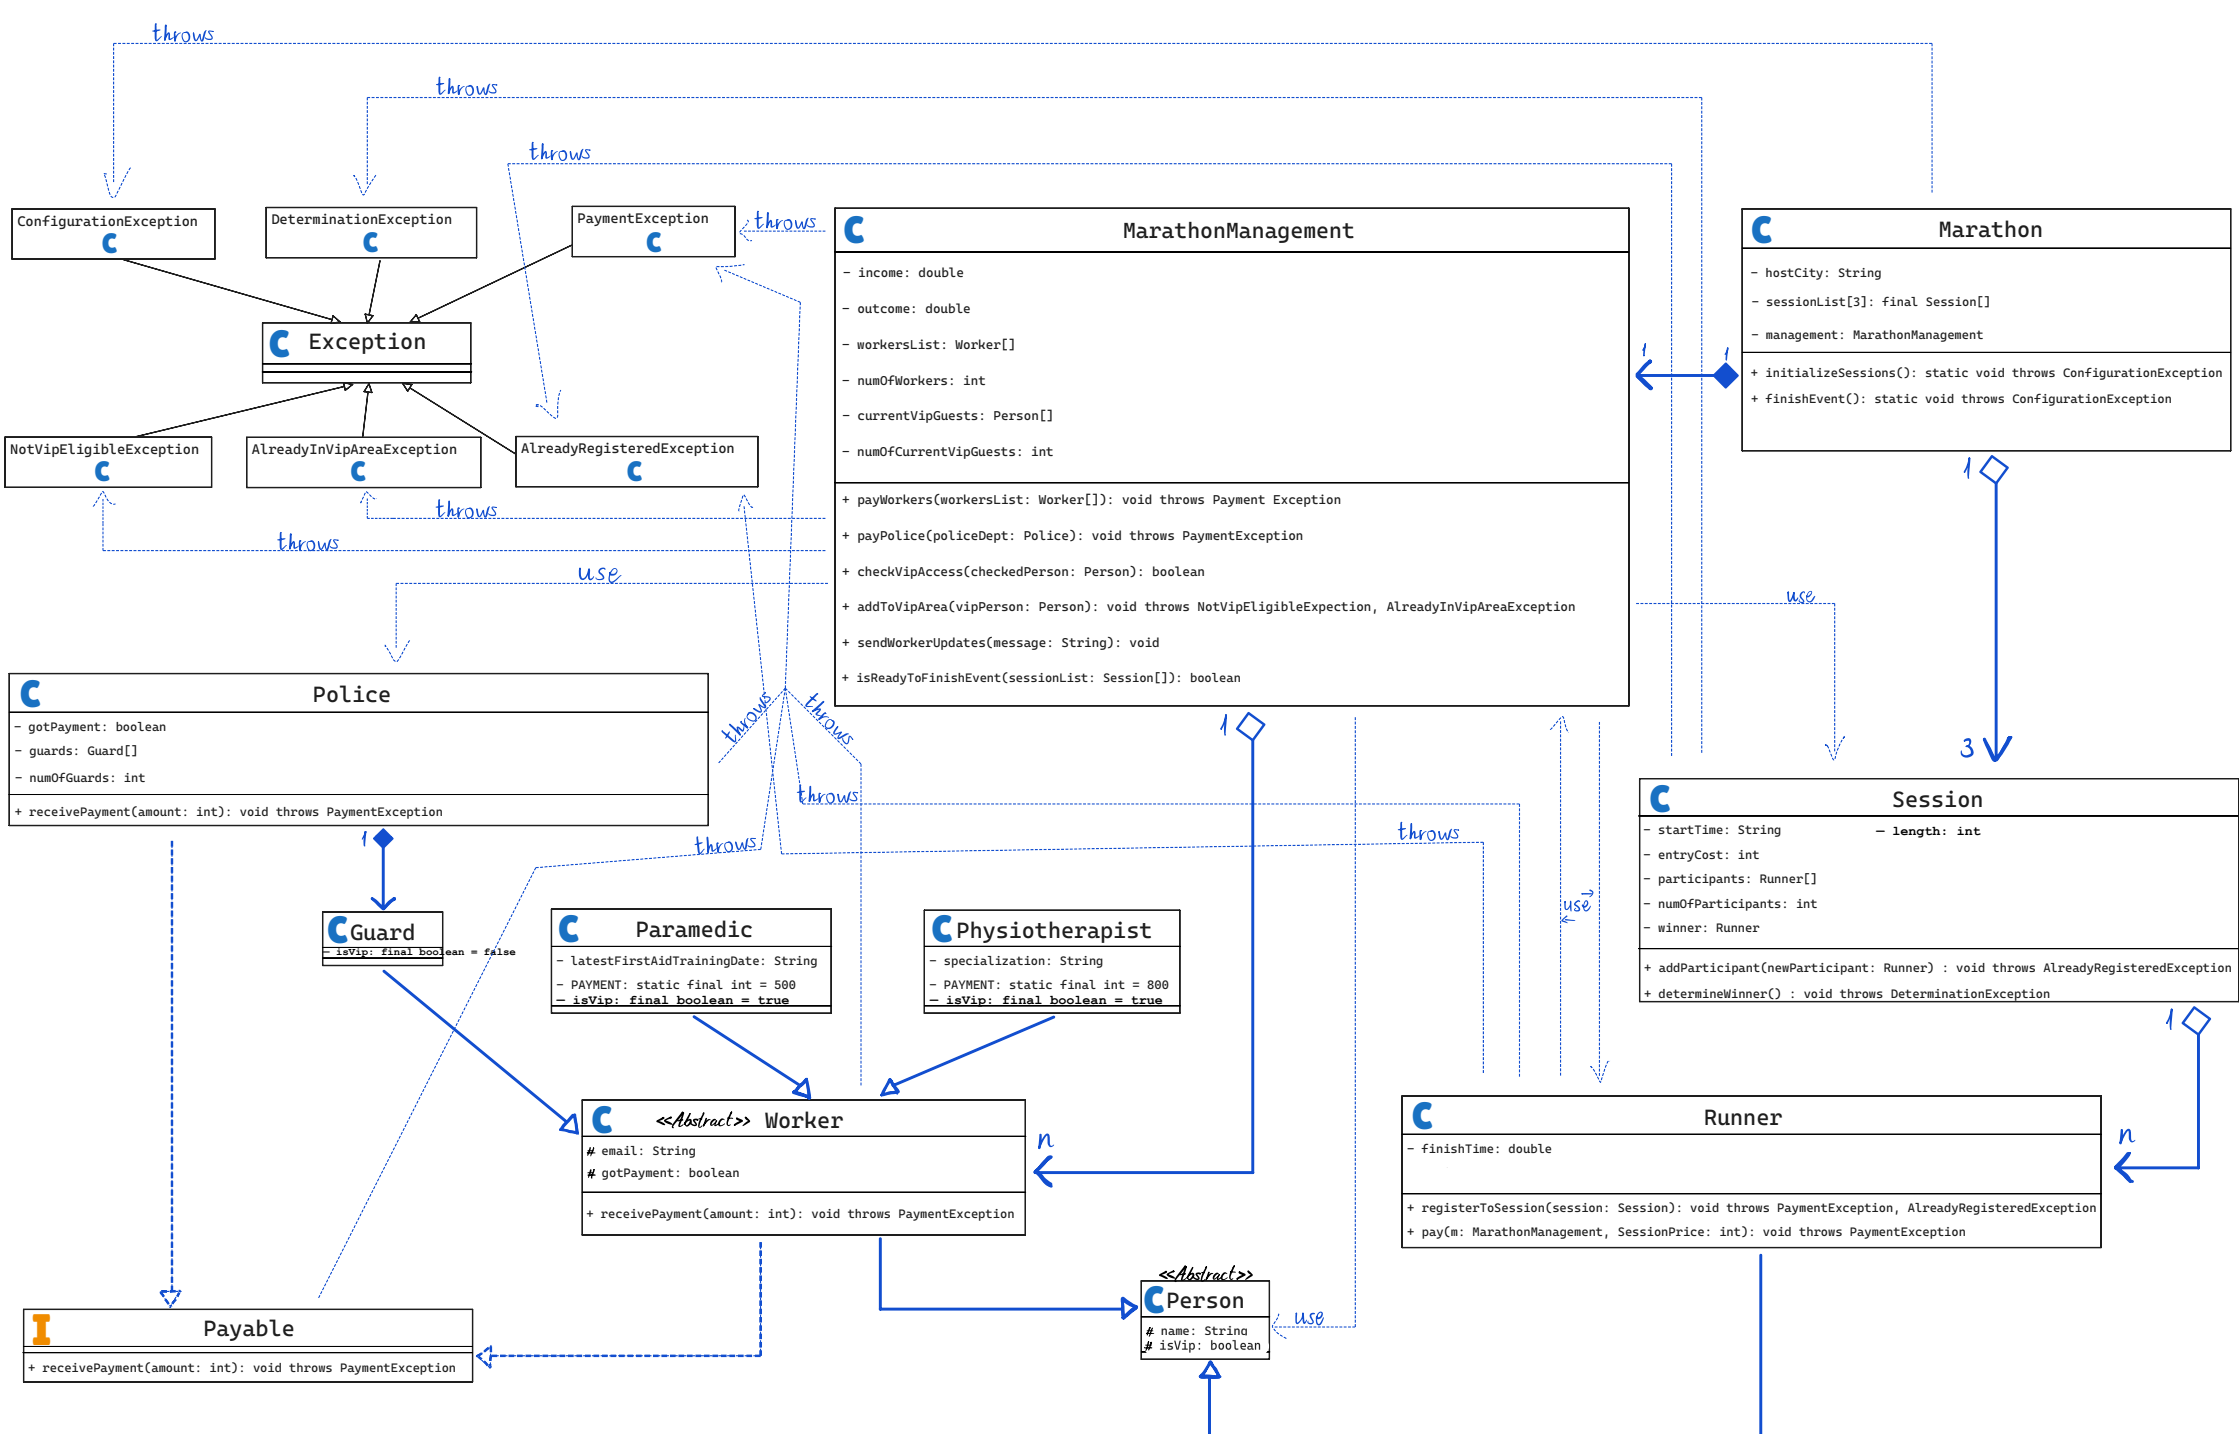 throws
throws
throws
ConfigurationException
C
DeterminationException
C
PaymentException
C
throws
C Exception
NotVipEligibleException
C
AlreadyInVipAreaException
C
AlreadyRegisteredException
C
throws
throws
use
C MarathonManagement
- income: double
- outcome: double
- workersList: Worker[]
- numOfWorkers: int
- currentVipGuests: Person[]
- numOfCurrentVipGuests: int
+ payWorkers(workersList: Worker[]): void throws Payment Exception
+ payPolice(policeDept: Police): void throws PaymentException
+ checkVipAccess(checkedPerson: Person): boolean
+ addToVipArea(vipPerson: Person): void throws NotVipEligibleExpection, AlreadyInVipAreaException
+ sendWorkerUpdates(message: String): void
+ isReadyToFinishEvent(sessionList: Session[]): boolean
1 1
C Marathon
- hostCity: String
- sessionList[3]: final Session[]
- management: MarathonManagement
+ initializeSessions(): static void throws ConfigurationException
+ finishEvent(): static void throws ConfigurationException
1
use
3
C Police
- gotPayment: boolean
- guards: Guard[]
- numOfGuards: int
+ receivePayment(amount: int): void throws PaymentException
1
throws
throws
throws
throws
throws
1
use
C Session
- startTime: String
- length: int
- entryCost: int
- participants: Runner[]
- numOfParticipants: int
- winner: Runner
+ addParticipant(newParticipant: Runner) : void throws AlreadyRegisteredException
+ determineWinner() : void throws DeterminationException
1
n
C Guard
- isVip: final boolean = false
C Paramedic
- latestFirstAidTrainingDate: String
- PAYMENT: static final int = 500
- isVip: final boolean = true
C Physiotherapist
- specialization: String
- PAYMENT: static final int = 800
- isVip: final boolean = true
C <<Abstract>> Worker
# email: String
# gotPayment: boolean
+ receivePayment(amount: int): void throws PaymentException
n
C Runner
- finishTime: double
+ registerToSession(session: Session): void throws PaymentException, AlreadyRegisteredException
+ pay(m: MarathonManagement, SessionPrice: int): void throws PaymentException
I Payable
+ receivePayment(amount: int): void throws PaymentException
<<Abstract>>
C Person
# name: String
# isVip: boolean
use